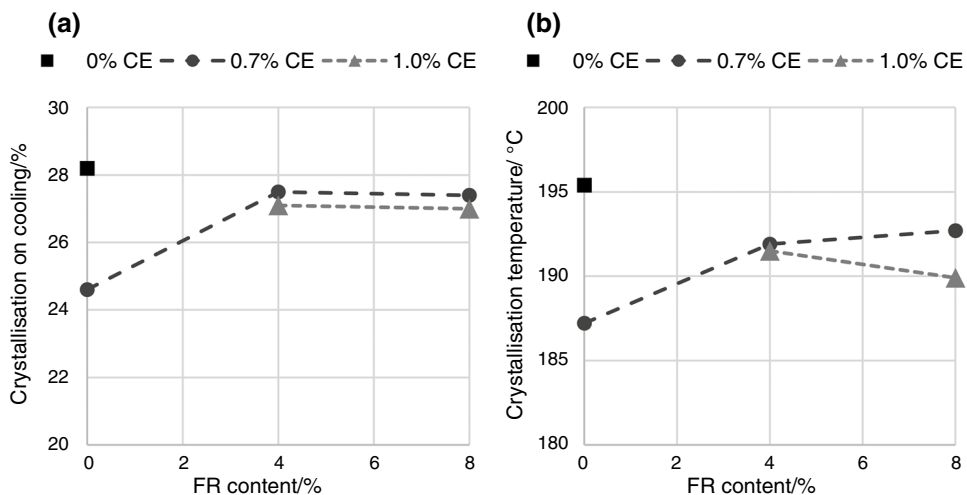 (a)
0% CE 0.7% CE 1.0% CE
30
28
26
24
22
20
0 2 4 6 8
Crystallisation on cooling/%
FR content/%
(b)
0% CE 0.7% CE 1.0% CE
200
195
190
185
180
0 2 4 6 8
Crystallisation temperature/ °C
FR content/%